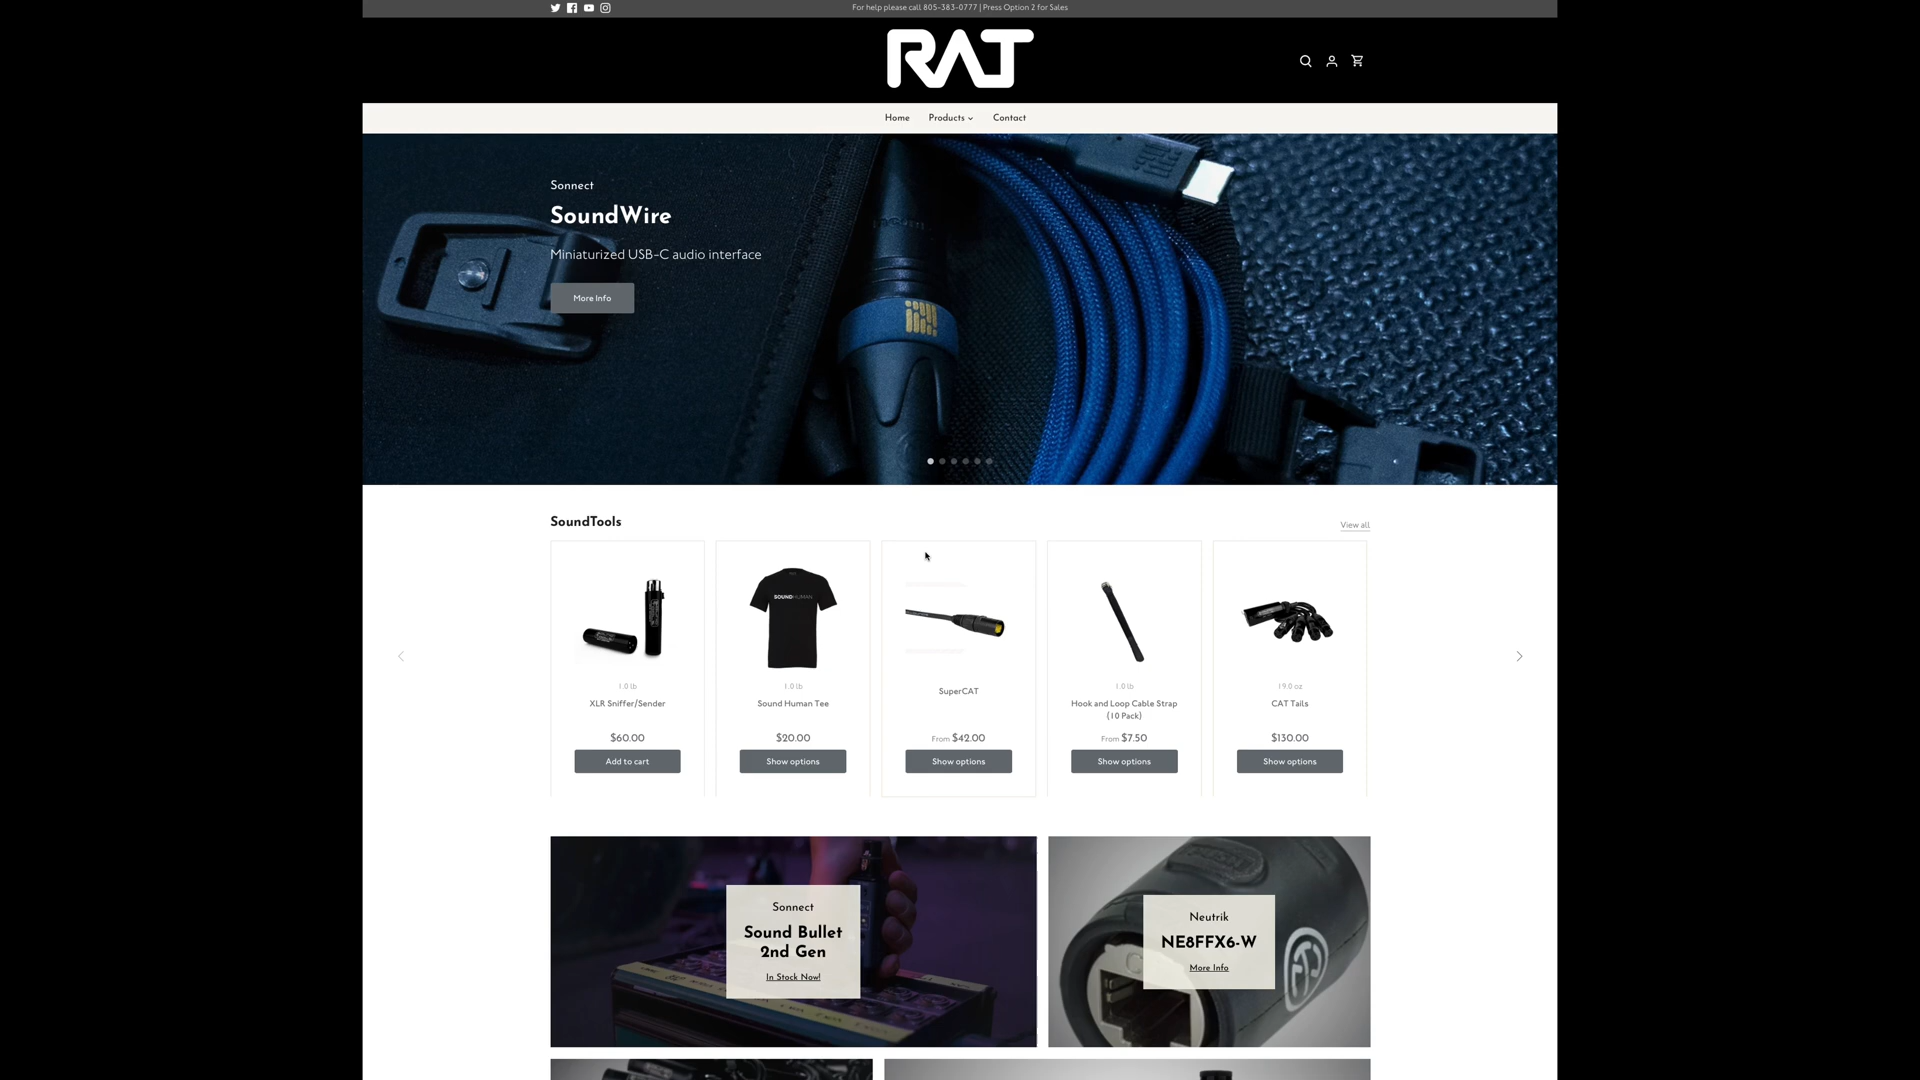 For help please call 805-383-0777 | Press Option 2 for Sales
RAT
Home Products Contact
Sonnect
SoundWire
Miniaturized USB-C audio interface
More Info
SoundTools
View all
SOUNDHUMAN
1.0 lb
XLR Sniffer/Sender
$60.00
Add to cart
1.0 lb
Sound Human Tee
$20.00
Show options
SuperCAT
From $42.00
Show options
1.0 lb
Hook and Loop Cable Strap
(10 Pack)
From $7.50
Show options
19.0 oz
CAT Tails
$130.00
Show options
Sonnect
Sound Bullet
2nd Gen
In Stock Now!
Neutrik
NE8FFX6-W
More Info